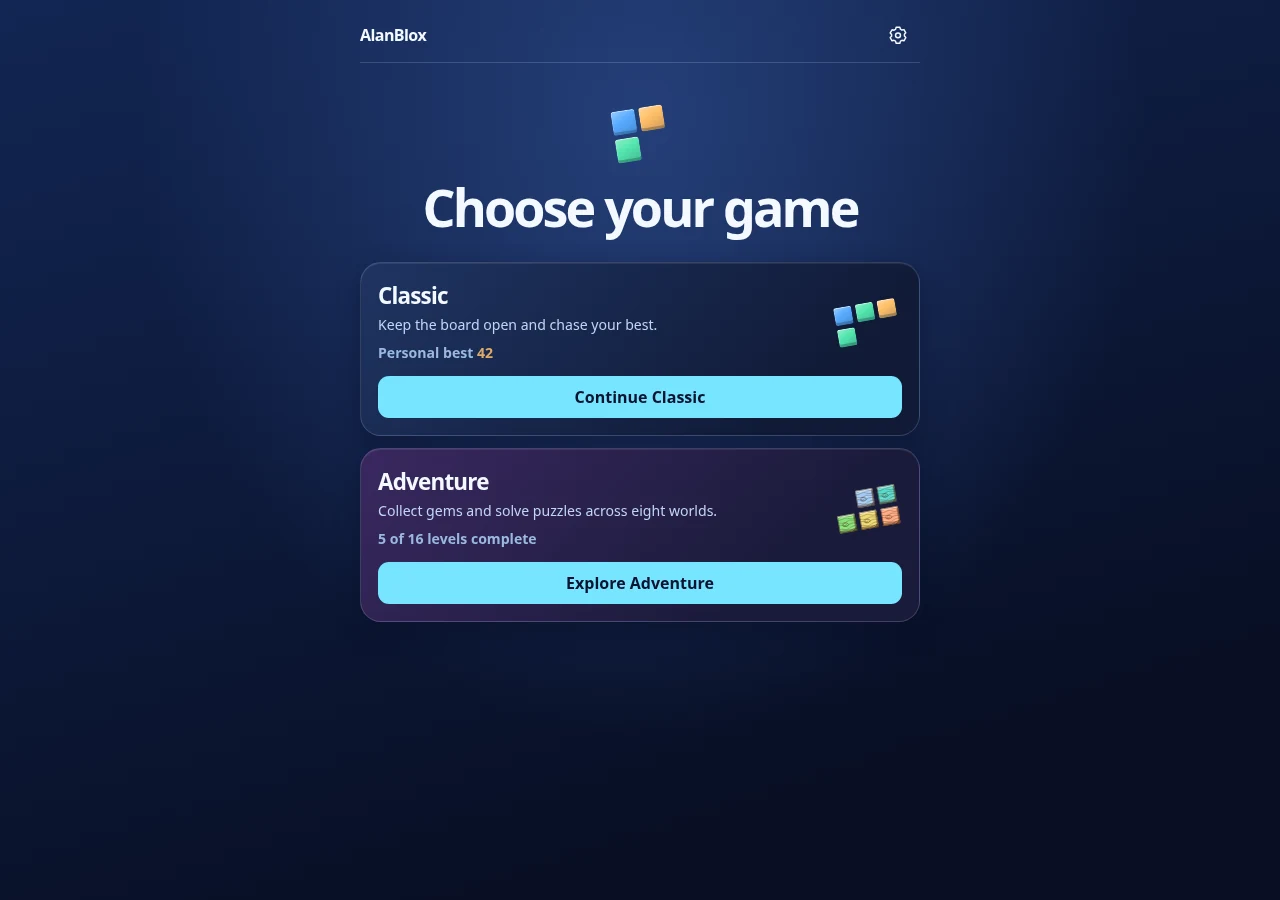 AlanBlox
Choose your game
Classic
Keep the board open and chase your best.
Personal best 42
Continue Classic
Adventure
Collect gems and solve puzzles across eight worlds.
5 of 16 levels complete
Explore Adventure